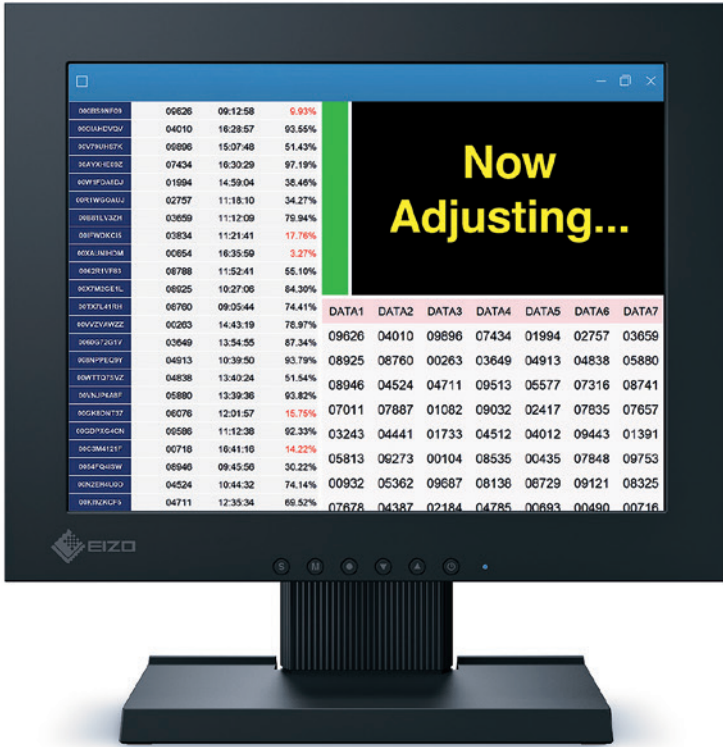 09626 09:12:58 9.93%
04010 16:28:57 93.55%
09896 15:07:48 51.43%
07434 16:30:29 97.19%
01994 14:59:04 38.46%
02757 11:18:10 34.27%
03659 11:12:09 79.94%
03834 11:21:41 17.76%
00654 16:35:59 3.27%
08788 11:52:41 55.10%
08925 10:27:06 84.30%
08760 09:05:44 74.41%
00263 14:43:19 78.97%
03649 13:54:55 87.34%
04913 10:39:50 93.79%
04838 13:40:24 51.54%
05880 13:39:36 93.82%
06076 12:01:57 15.75%
09586 11:12:38 92.33%
00718 16:41:16 14.22%
08946 09:45:56 30.22%
04524 10:44:32 74.14%
04711 12:35:34 69.52%
Now
Adjusting...
DATA1 DATA2 DATA3 DATA4 DATA5 DATA6 DATA7
09626 04010 09896 07434 01994 02757 03659
08925 08760 00263 03649 04913 04838 05880
08946 04524 04711 09513 05577 07316 08741
07011 07887 01082 09032 02417 07835 07657
03243 04441 01733 04512 04012 09443 01391
05813 09273 00104 08535 00435 07848 09753
00932 05362 09687 08138 08729 09121 08325
07678 04387 02184 04785 00693 00490 00716
EIZO
S M